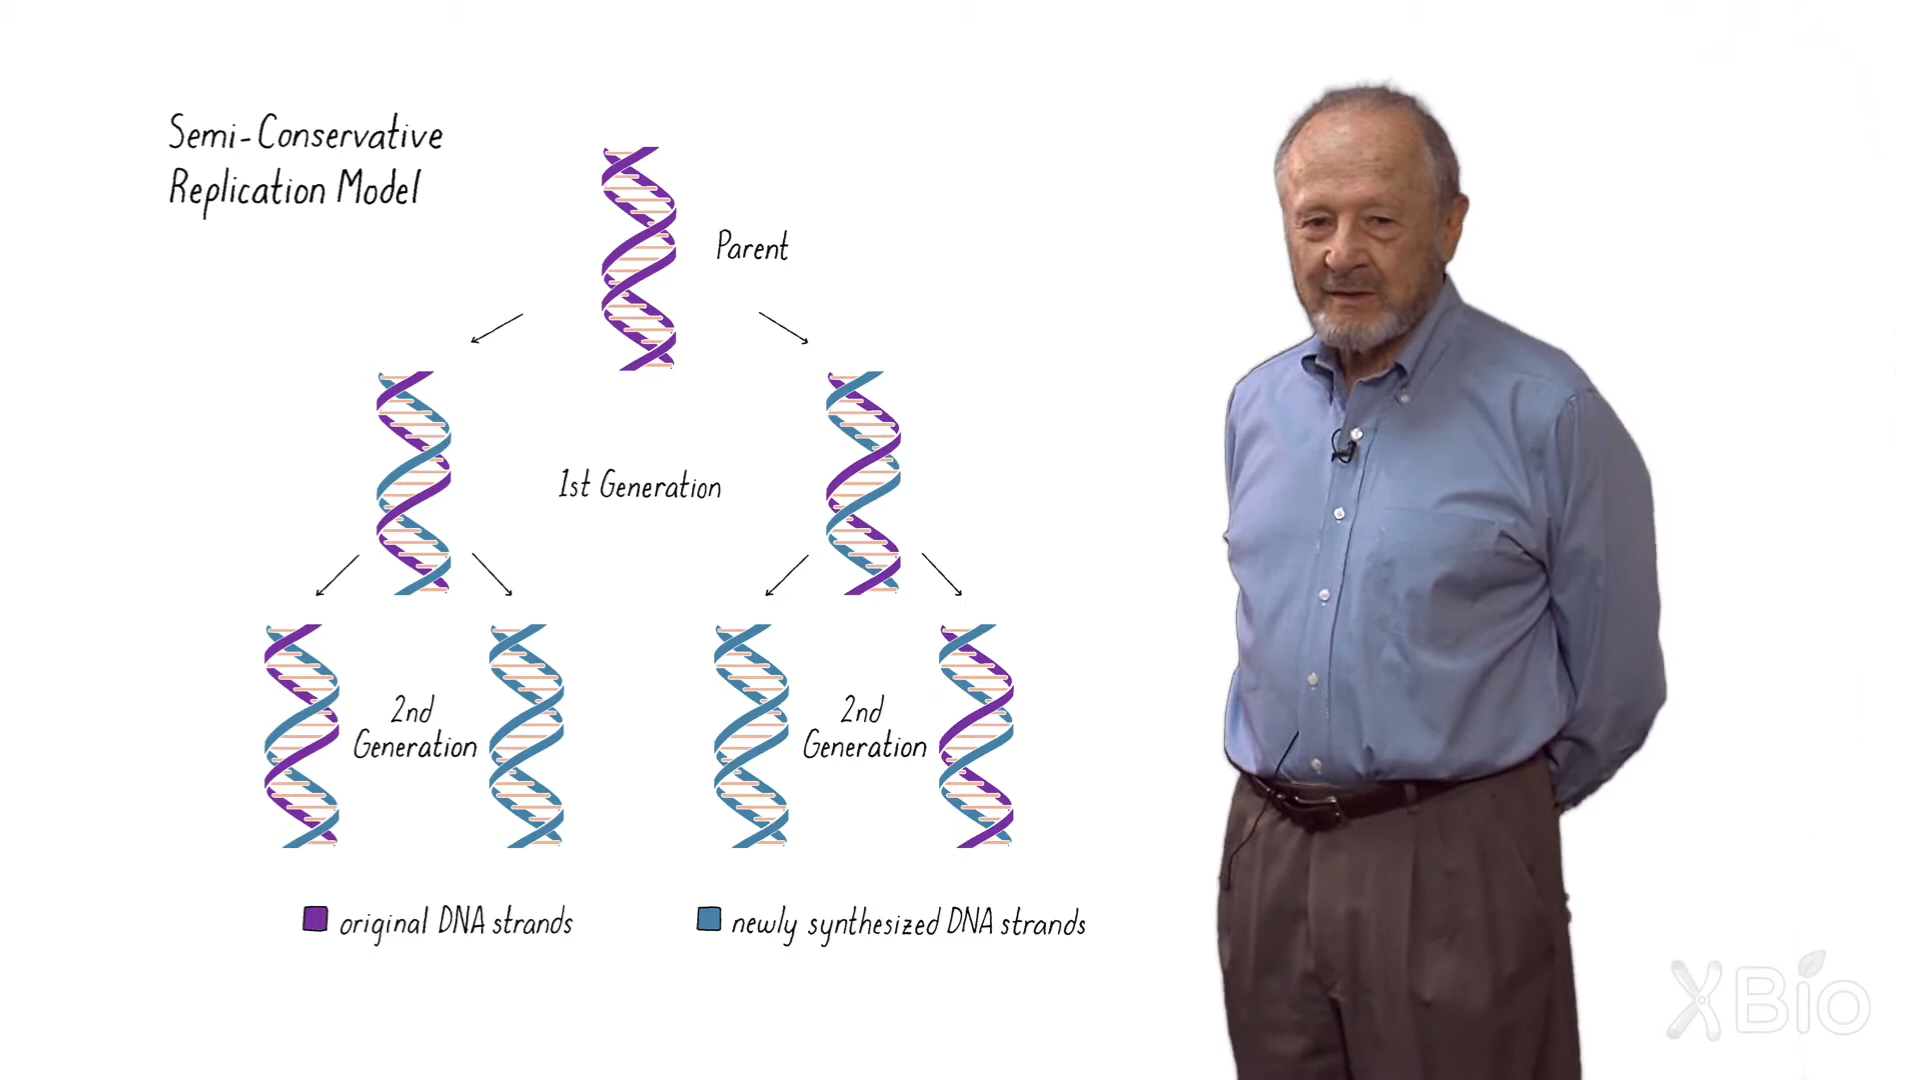 Semi-Conservative
Replication Model
Parent
1st Generation
2nd
Generation
2nd
Generation
original DNA strands
newly synthesized DNA strands
XBio